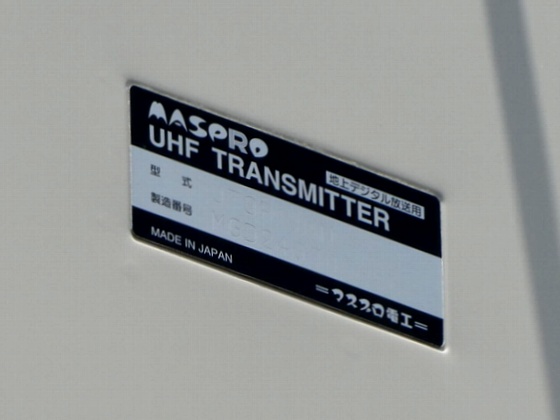 MASPRO
地上デジタル放送用
UHF TRANSMITTER
型 式
製造番号
MADE IN JAPAN
=マスプロ電工=